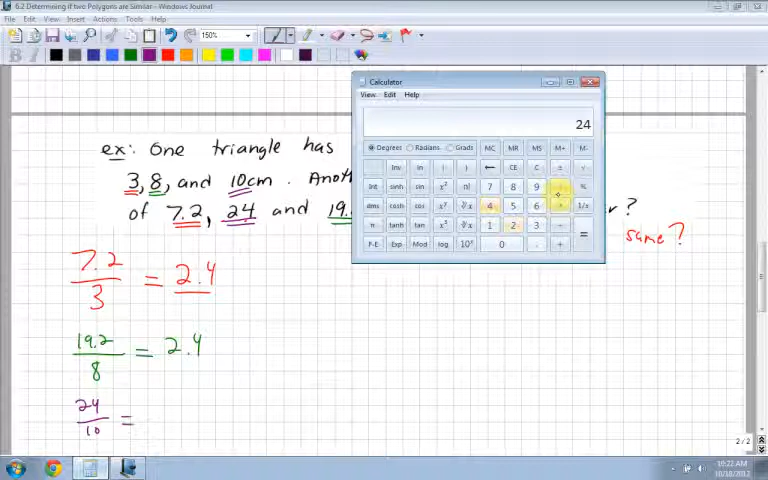 6.2 Determining if two Polygons are Similar - Windows Journal
File Edit View Insert Actions Tools Help
150%
Calculator
View Edit Help
24
Degrees Radians Grads MC MR MS M+ M-
Inv ln ( ) ← CE C ± √
Int sinh sin x² n! 7 8 9 / %
dms cosh cos 4 5 6 * 1/x
π tanh tan x³ 1 2 3 - =
F-E Exp Mod log 10ˣ 0 . +
ex: One triangle has
3, 8, and 10cm. Anot
of 7.2, 24 and 19. r?
same?
7.2
3 = 2.4
19.2
8 = 2.4
24
10 =
2 / 2
10:22 AM
10/18/2012